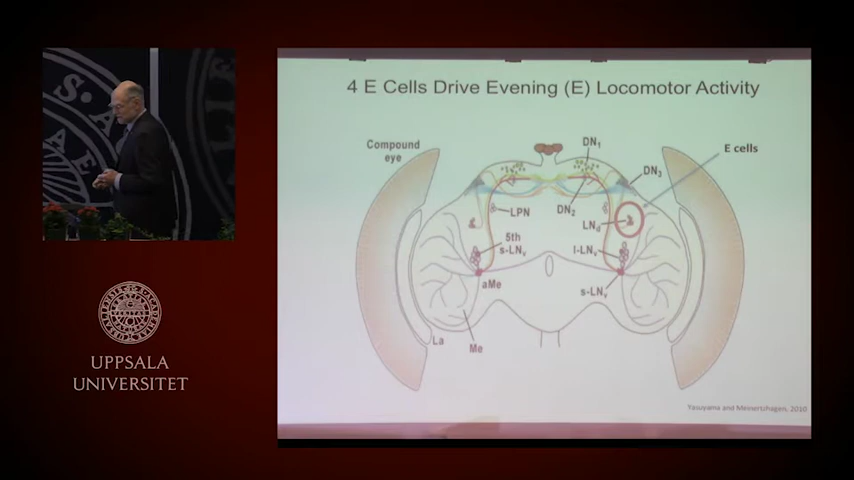 4 E Cells Drive Evening (E) Locomotor Activity
Compound
eye
DN1
E cells
DN3
LPN
DN2
LNd
5th
s-LNv
l-LNv
aMe
s-LNv
La
Me
Yasuyama and Meinertzhagen, 2010
UPPSALA
UNIVERSITET